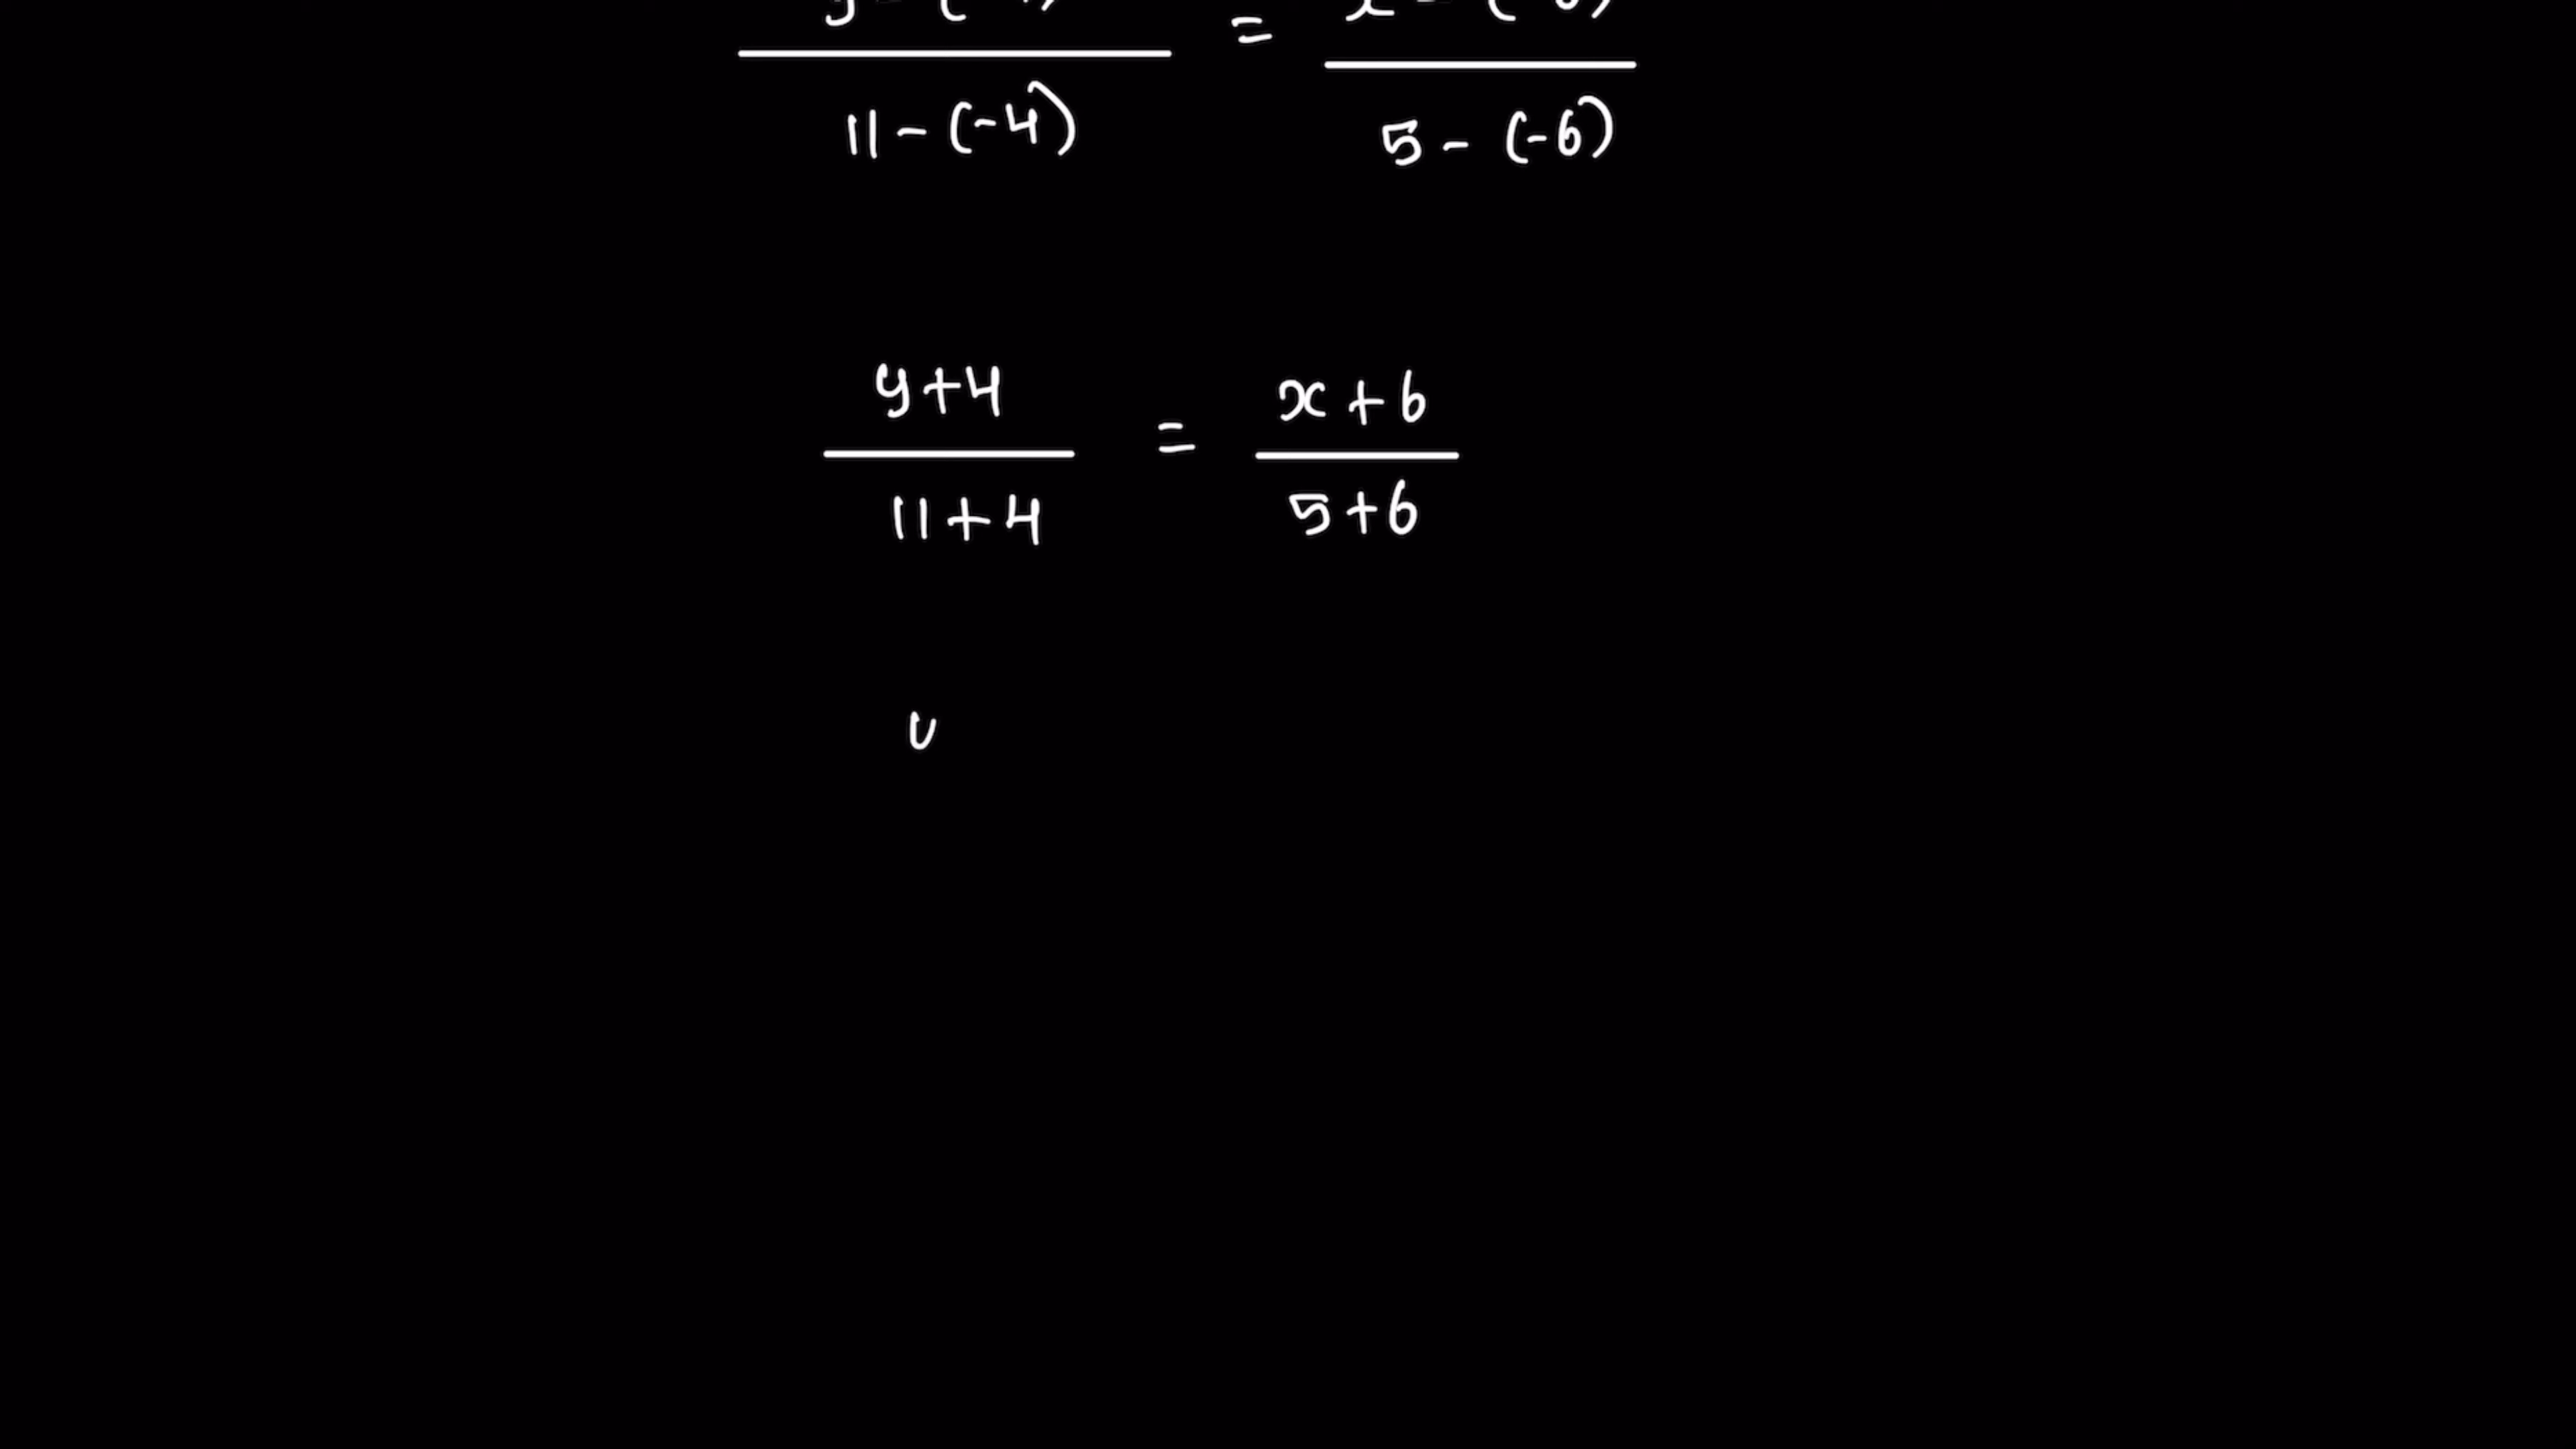 =
11 - (-4) 5 - (-6)
y+4 = x+6
11+4 5+6